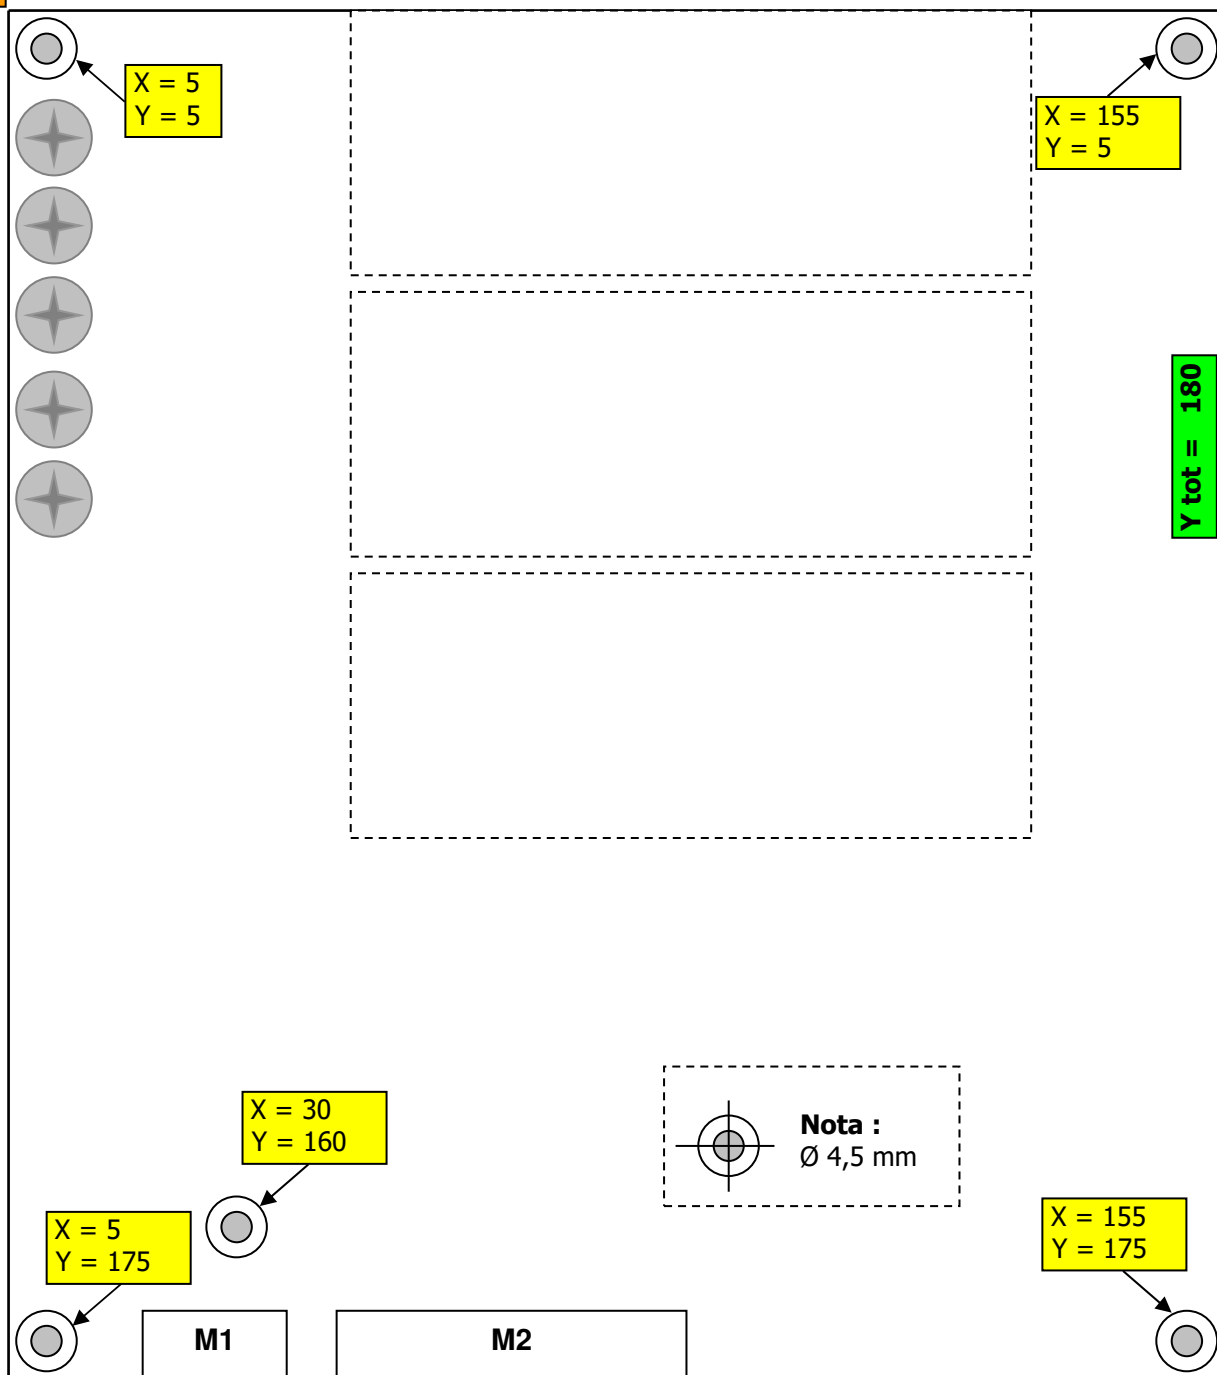 X = 5
Y = 5
X = 155
Y = 5
Y tot = 180
X = 30
Y = 160
Nota :
Ø 4,5 mm
X = 5
Y = 175
X = 155
Y = 175
M1
M2